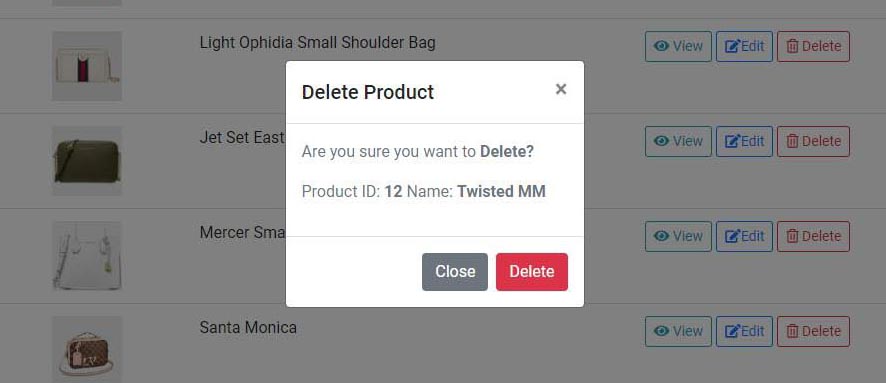 Light Ophidia Small Shoulder Bag
View Edit Delete
Delete Product ×
Are you sure you want to Delete?
Product ID: 12 Name: Twisted MM
Close Delete
Jet Set East
View Edit Delete
Mercer Sma
View Edit Delete
Santa Monica
View Edit Delete